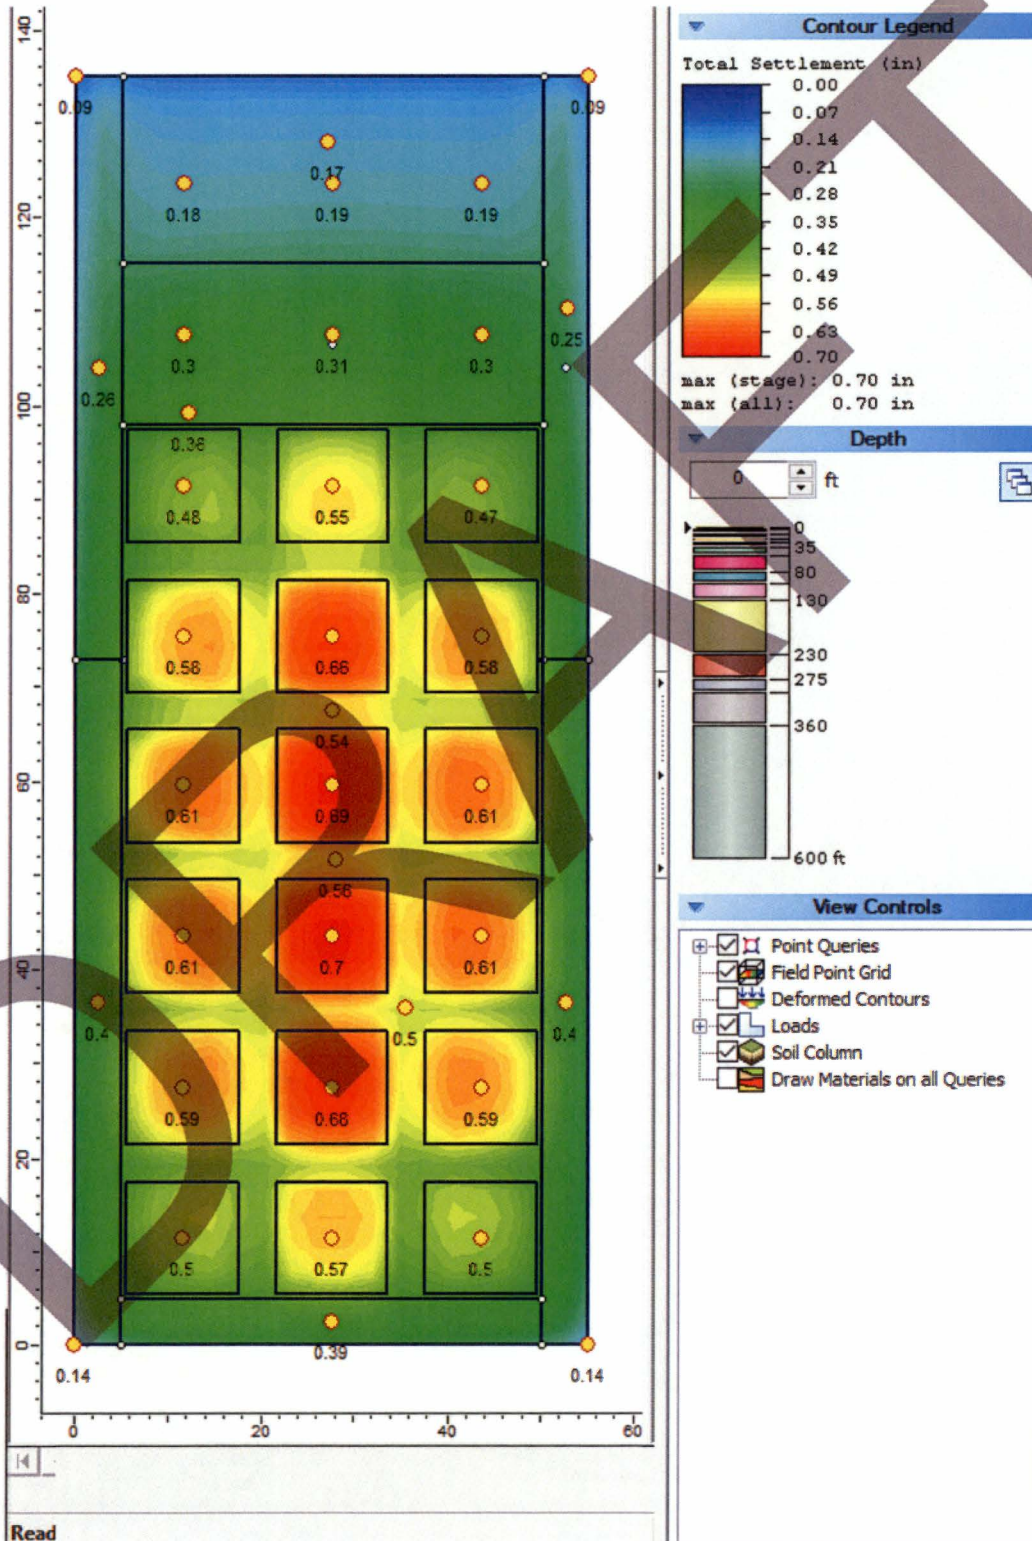 140
0.09 0.09
0.17
0.18 0.19 0.19
120
0.25
0.3 0.31 0.3
0.26
100
0.36
0.48 0.55 0.47
80
0.58 0.66 0.58
0.54
60
0.61 0.69 0.61
0.56
0.61 0.7 0.61
40
0.4 0.5 0.4
0.59 0.68 0.59
20
0.5 0.57 0.5
0
0.39
0.14 0.14
0 20 40 60
Read
Contour Legend
Total Settlement (in)
0.00
0.07
0.14
0.21
0.28
0.35
0.42
0.49
0.56
0.63
0.70
max (stage): 0.70 in
max (all): 0.70 in
Depth
0 ft
0
35
80
130
230
275
360
600 ft
View Controls
Point Queries
Field Point Grid
Deformed Contours
Loads
Soil Column
Draw Materials on all Queries
DRAFT